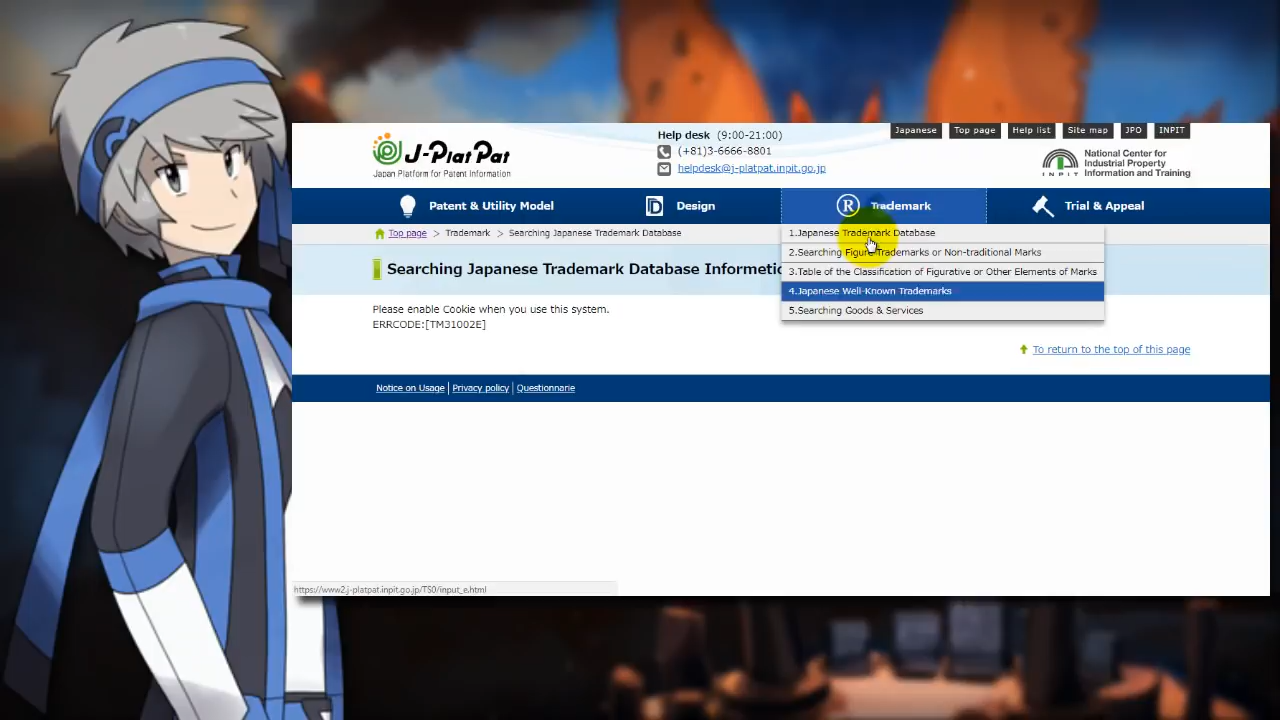 Japanese
Top page
Help list
Site map
JPO
INPIT
J-PlatPat
Japan Platform for Patent Information
Help desk (9:00-21:00)
(+81)3-6666-8801
helpdesk@j-platpat.inpit.go.jp
INPIT
National Center for
Industrial Property
Information and Training
Patent & Utility Model
Design
Trademark
Trial & Appeal
Top page > Trademark > Searching Japanese Trademark Database
1.Japanese Trademark Database
2.Searching Figure Trademarks or Non-traditional Marks
3.Table of the Classification of Figurative or Other Elements of Marks
4.Japanese Well-Known Trademarks
5.Searching Goods & Services
Searching Japanese Trademark Database Informetio
Please enable Cookie when you use this system.
ERRCODE:[TM31002E]
To return to the top of this page
Notice on Usage | Privacy policy | Questionnarie
https://www2.j-platpat.inpit.go.jp/TS0/input_e.html